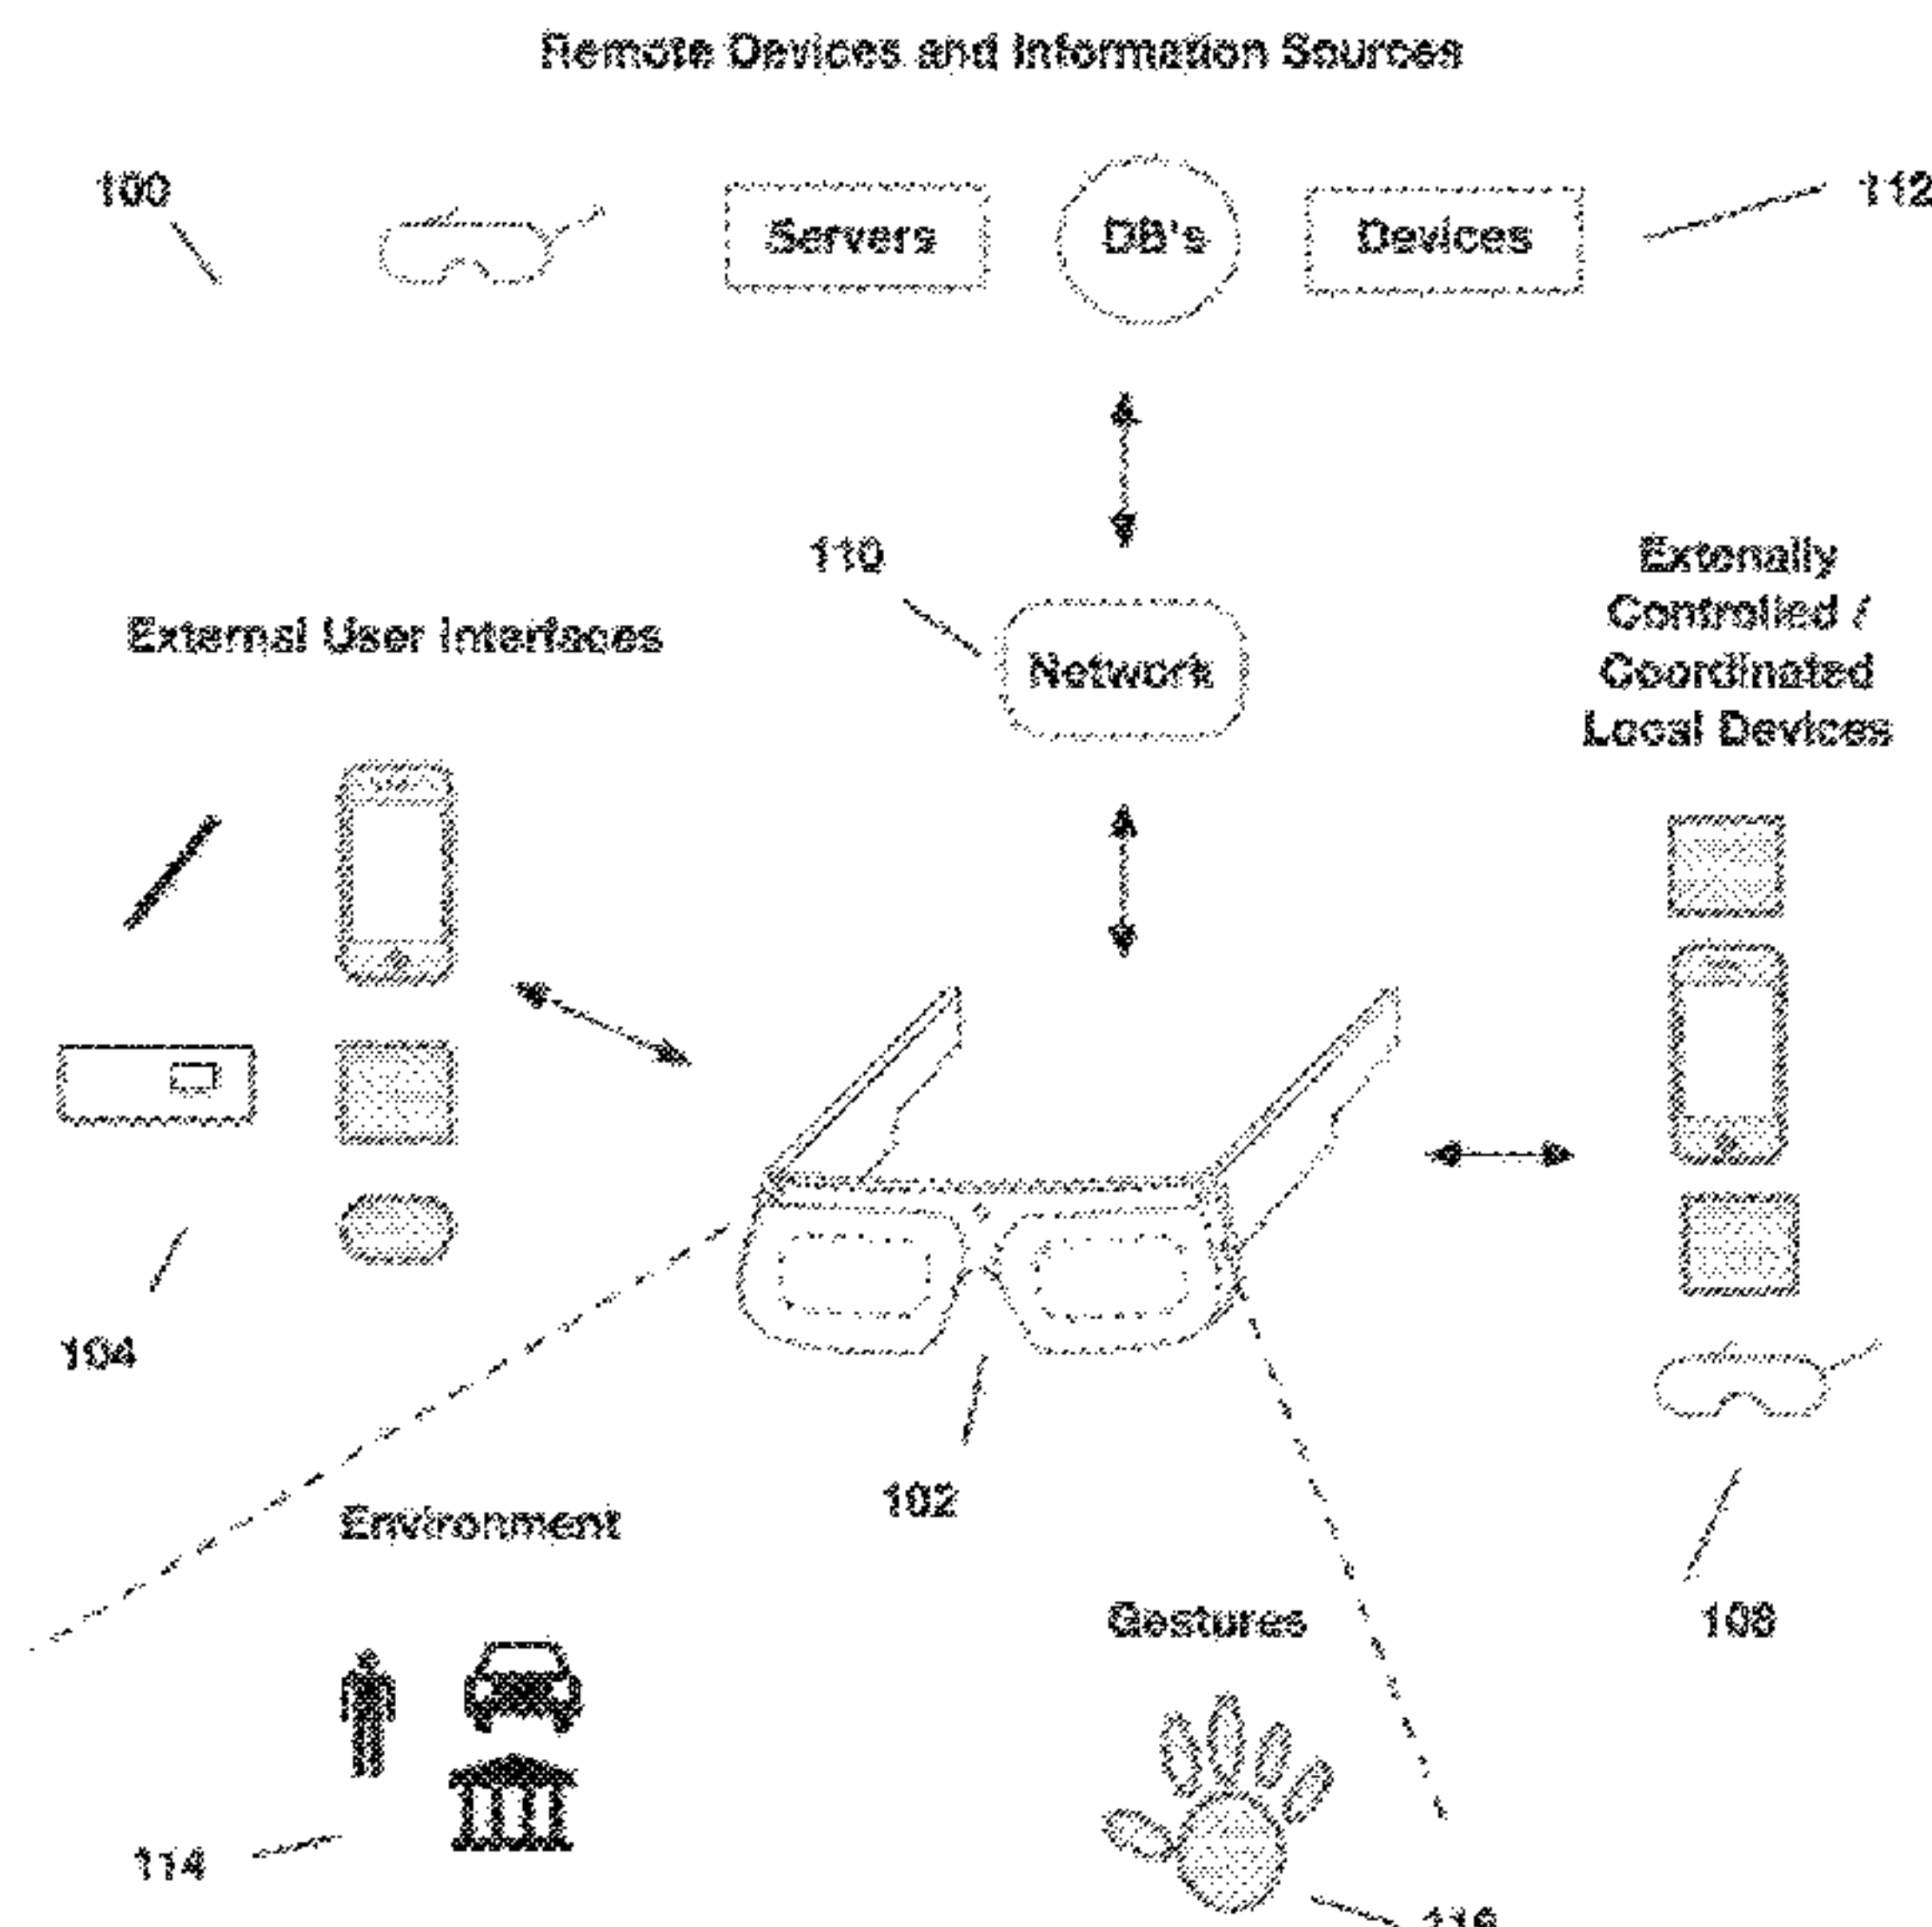 Remote Devices and Information Sources
100
Servers
DB's
Devices
112
110
Network
External User Interfaces
Extenally
Controlled /
Coordinated
Local Devices
104
102
Environment
Gestures
108
114
116